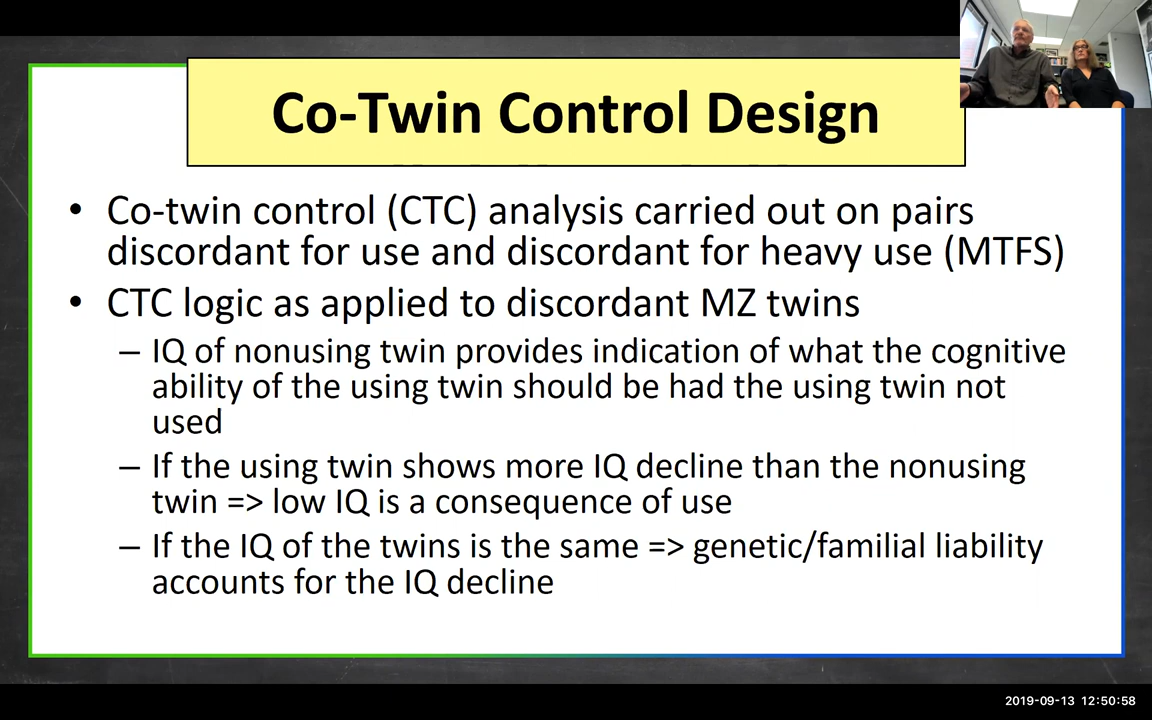 Co-Twin Control Design
• Co-twin control (CTC) analysis carried out on pairs
discordant for use and discordant for heavy use (MTFS)
• CTC logic as applied to discordant MZ twins
– IQ of nonusing twin provides indication of what the cognitive
ability of the using twin should be had the using twin not
used
– If the using twin shows more IQ decline than the nonusing
twin => low IQ is a consequence of use
– If the IQ of the twins is the same => genetic/familial liability
accounts for the IQ decline
2019-09-13 12:50:58